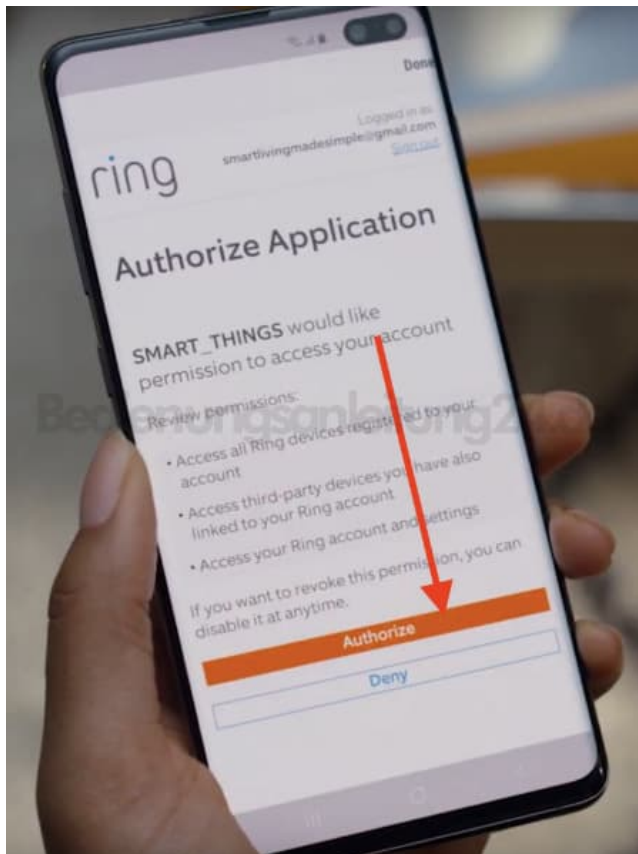 Done
Logged in as
smartlivingmadesimple@gmail.com
Sign out
ring
Authorize Application
SMART_THINGS would like
permission to access your account
Review permissions:
• Access all Ring devices registered to your
account
• Access third-party devices you have also
linked to your Ring account
• Access your Ring account and settings
If you want to revoke this permission, you can
disable it at anytime.
Authorize
Deny